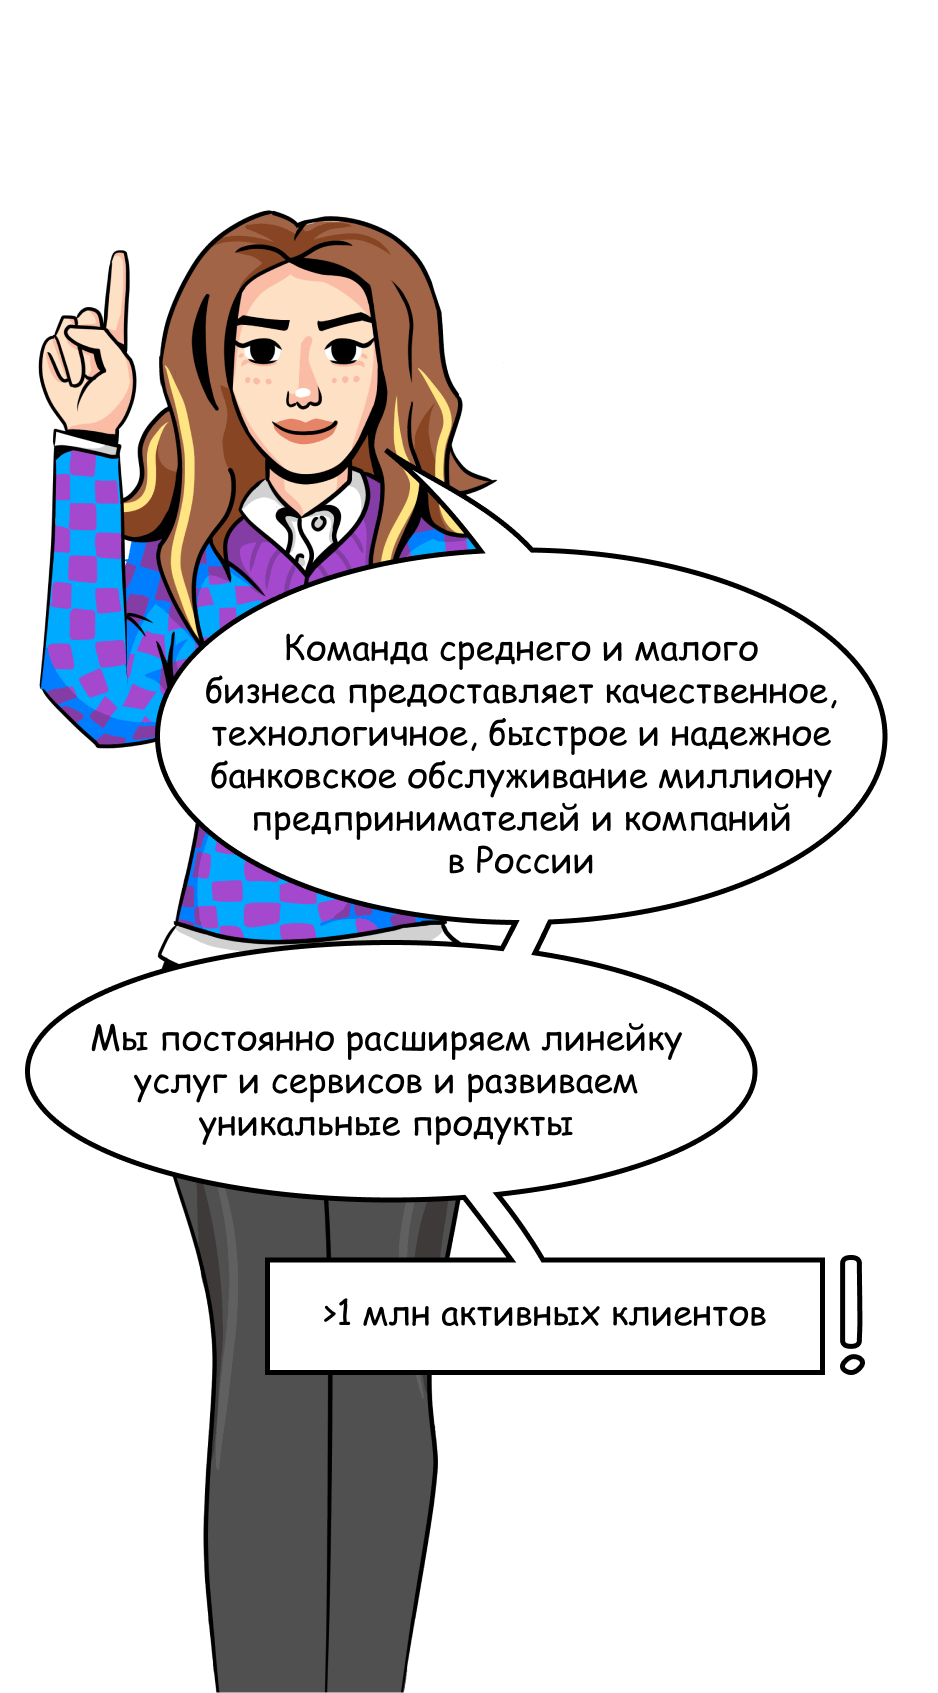 Команда среднего и малого
бизнеса предоставляет качественное,
технологичное, быстрое и надежное
банковское обслуживание миллиону
предпринимателей и компаний
в России
Мы постоянно расширяем линейку
услуг и сервисов и развиваем
уникальные продукты
>1 млн активных клиентов
!